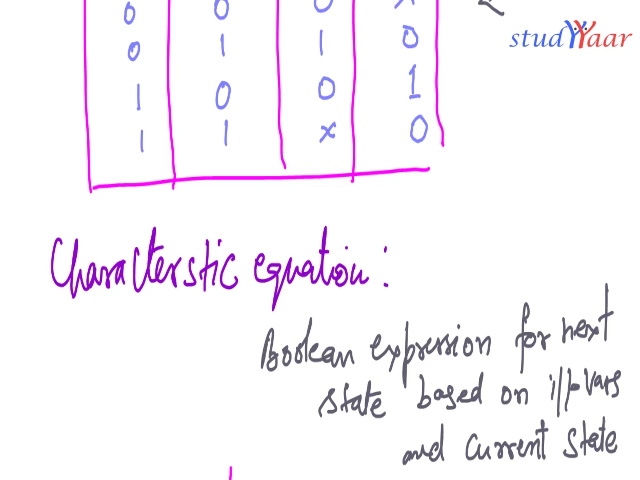 0 0 0 x
studYYaar
0 1 1 0
1 0 0 1
1 1 x 0
Characterstic equation:
Boolean expression for next
state based on i/p vars
and current state